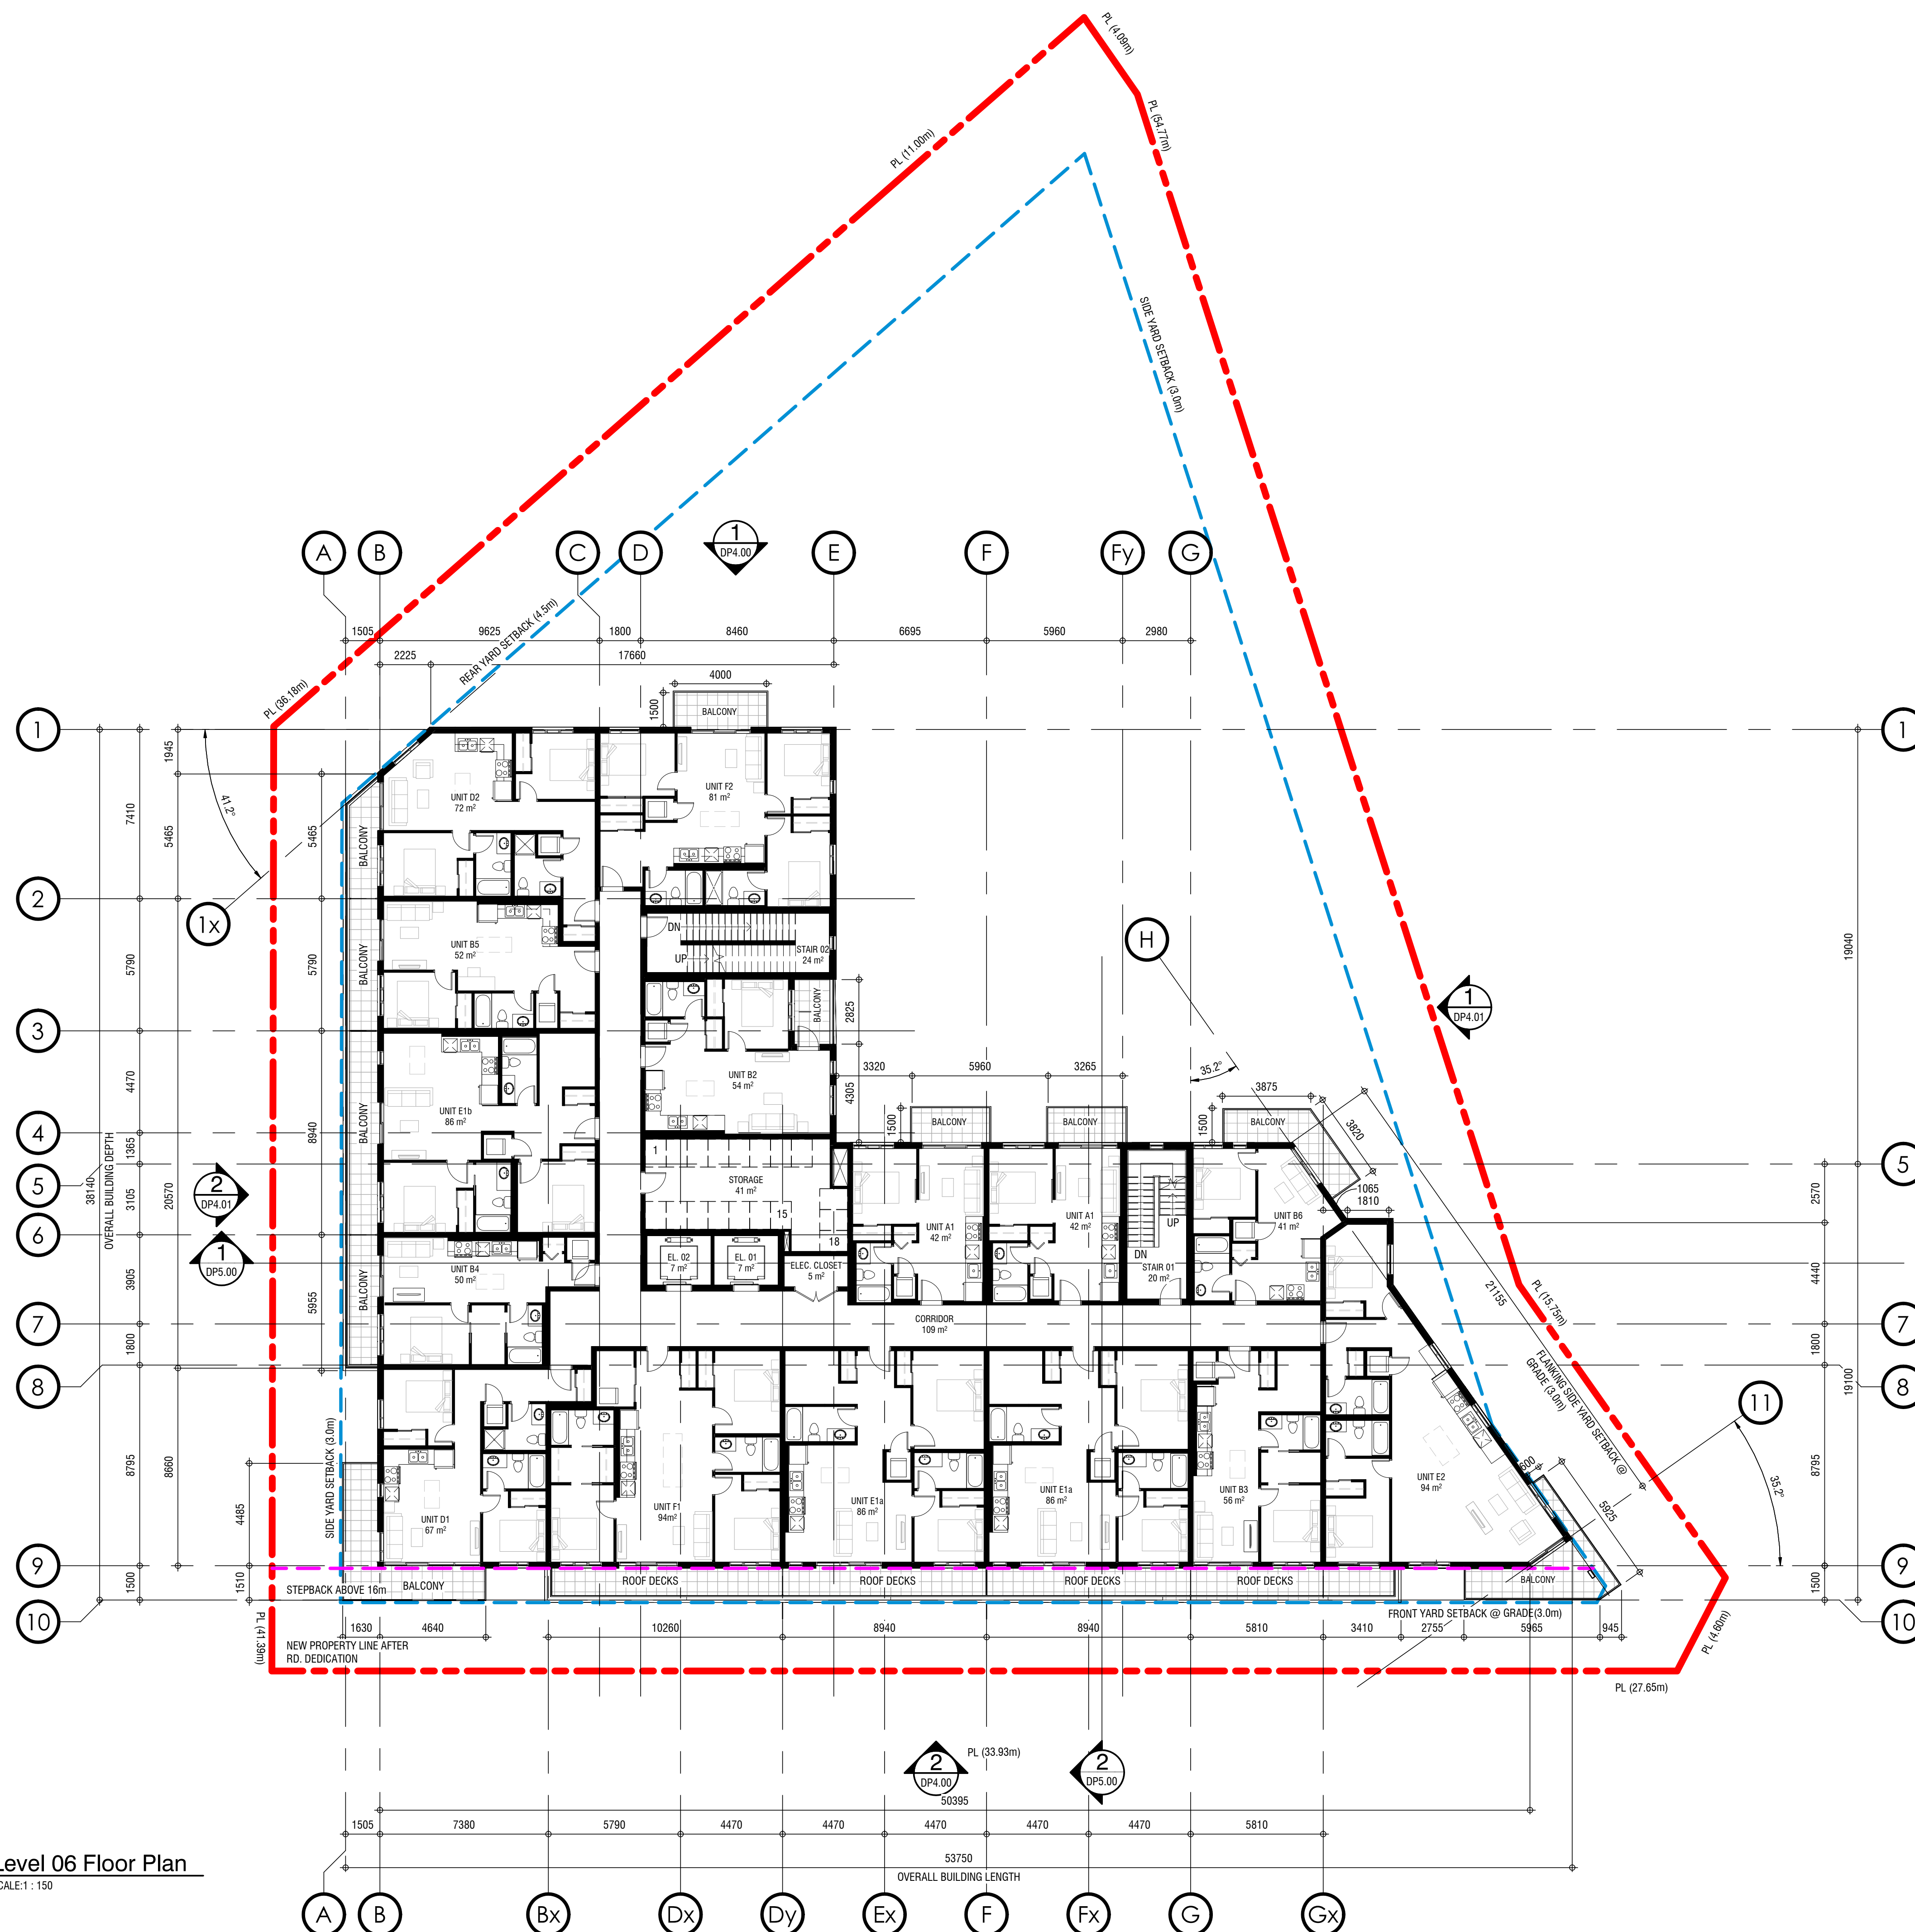 PL (4.09m)
PL (54.77m)
PL (11.00m)
SIDE YARD SETBACK (3.0m)
A
B
C
D
1
DP4.00
E
F
Fy
G
REAR YARD SETBACK (4.5m)
1505
9625
1800
8460
6695
5960
2980
2225
17660
PL (36.18m)
4000
1500
BALCONY
1
1
1945
41.2°
7410
5465
5465
UNIT D2
72 m²
UNIT F2
81 m²
BALCONY
19040
2
1x
H
DN
UP
STAIR 02
24 m²
UNIT B5
52 m²
5790
5790
BALCONY
1
DP4.01
BALCONY
2825
3
UNIT B2
54 m²
4305
3320
5960
3265
35.2°
3875
4470
UNIT E1b
86 m²
BALCONY
8940
1500
BALCONY
BALCONY
1500
BALCONY
3820
4
1365
OVERALL BUILDING DEPTH
38140
5
5
3105
20570
2
DP4.01
1
STORAGE
41 m²
15
18
1065
1810
2570
UNIT A1
42 m²
UNIT A1
42 m²
UP
DN
STAIR 01
20 m²
UNIT B6
41 m²
6
1
DP5.00
UNIT B4
50 m²
EL. 02
7 m²
EL. 01
7 m²
ELEC. CLOSET
5 m²
3905
5955
BALCONY
4440
21155
PL (15.75m)
7
CORRIDOR
109 m²
7
1800
1800
8
8
19100
FLANKING SIDE YARD SETBACK @
GRADE (3.0m)
11
SIDE YARD SETBACK (3.0m)
8795
8660
4485
UNIT D1
67 m²
UNIT F1
94m²
UNIT E1a
86 m²
UNIT E1a
86 m²
UNIT B3
56 m²
UNIT E2
94 m²
600
5925
35.2°
8795
9
9
1500
1510
STEPBACK ABOVE 16m
BALCONY
ROOF DECKS
ROOF DECKS
ROOF DECKS
ROOF DECKS
BALCONY
1500
10
10
FRONT YARD SETBACK @ GRADE(3.0m)
PL (41.39m)
1630
4640
10260
8940
8940
5810
3410
2755
5965
945
PL (4.60m)
NEW PROPERTY LINE AFTER
RD. DEDICATION
PL (27.65m)
2
DP4.00
PL (33.93m)
2
DP5.00
50395
1505
7380
5790
4470
4470
4470
4470
4470
5810
53750
OVERALL BUILDING LENGTH
Level 06 Floor Plan
CALE:1 : 150
A
B
Bx
Dx
Dy
Ex
F
Fx
G
Gx